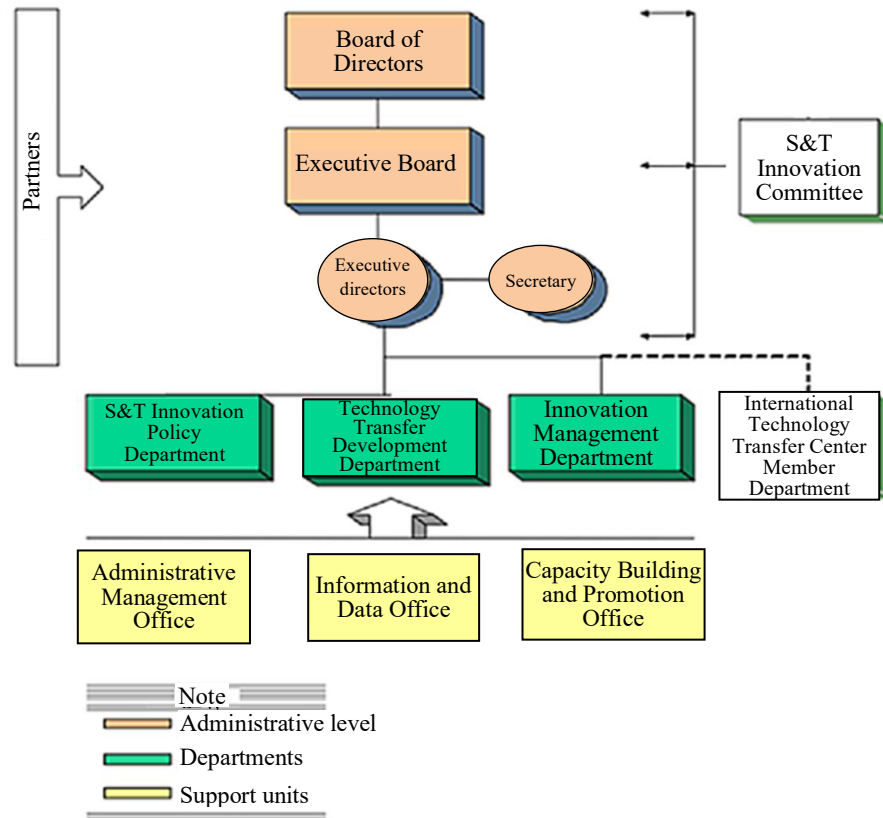 Board of
Directors
Partners
Executive Board
S&T
Innovation
Committee
Executive
directors
Secretary
S&T Innovation
Policy
Department
Technology
Transfer
Development
Department
Innovation
Management
Department
International
Technology
Transfer Center
Member
Department
Administrative
Management
Office
Information and
Data Office
Capacity Building
and Promotion
Office
Note
Administrative level
Departments
Support units